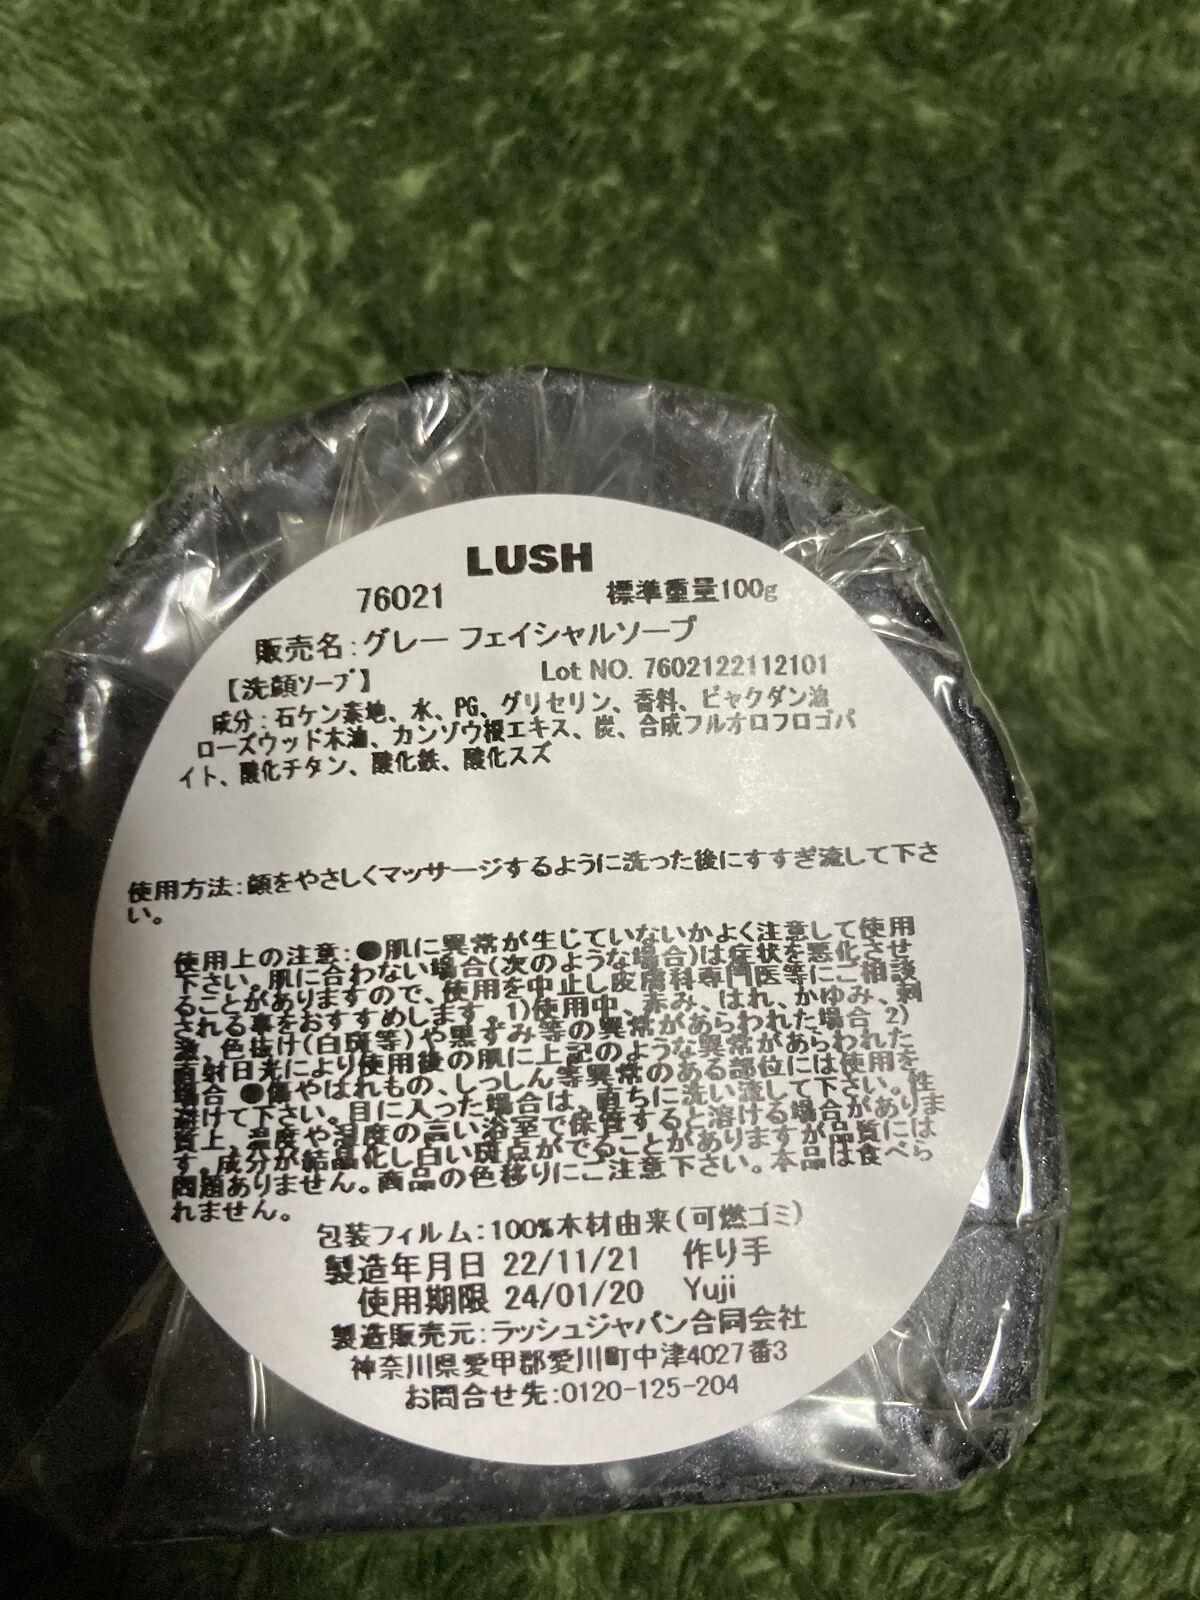 LUSH
76021 標準重量100g
販売名:グレー フェイシャルソープ
【洗顔ソープ】 Lot NO. 7602122112101
成分:石ケン素地、水、PG、グリセリン、香料、ビャクダン油
ローズウッド木油、カンゾウ根エキス、炭、合成フルオロフロゴパ
イト、酸化チタン、酸化鉄、酸化スズ
使用方法:顔をやさしくマッサージするように洗った後にすすぎ流して下さ
い。
使用上の注意:●肌に異常が生じていないかよく注意して使用
下さい。肌に合わない場合(次のような場合)は症状を悪化させ
ることがありますので、使用を中止し皮膚科専門医等にご相談
される事をおすすめします。1)使用中、赤み、はれ、かゆみ、刺
激、色抜け(白斑等)や黒ずみ等の異常があらわれた場合 2)
直射日光により使用後の肌に上記のような異常があらわれた
場合 ●傷やはれもの、しっしん等異常のある部位には使用を
避けて下さい。目に入った場合は、直ちに洗い流して下さい。性
質上、温度や湿度の高い浴室で保管すると溶ける場合がありま
す。成分が結晶化し白い斑点がでることがありますが品質には
問題ありません。商品の色移りにご注意下さい。本品は食べら
れません。
包装フィルム:100%木材由来(可燃ゴミ)
製造年月日 22/11/21 作り手
使用期限 24/01/20 Yuji
製造販売元:ラッシュジャパン合同会社
神奈川県愛甲郡愛川町中津4027番3
お問合せ先:0120-125-204